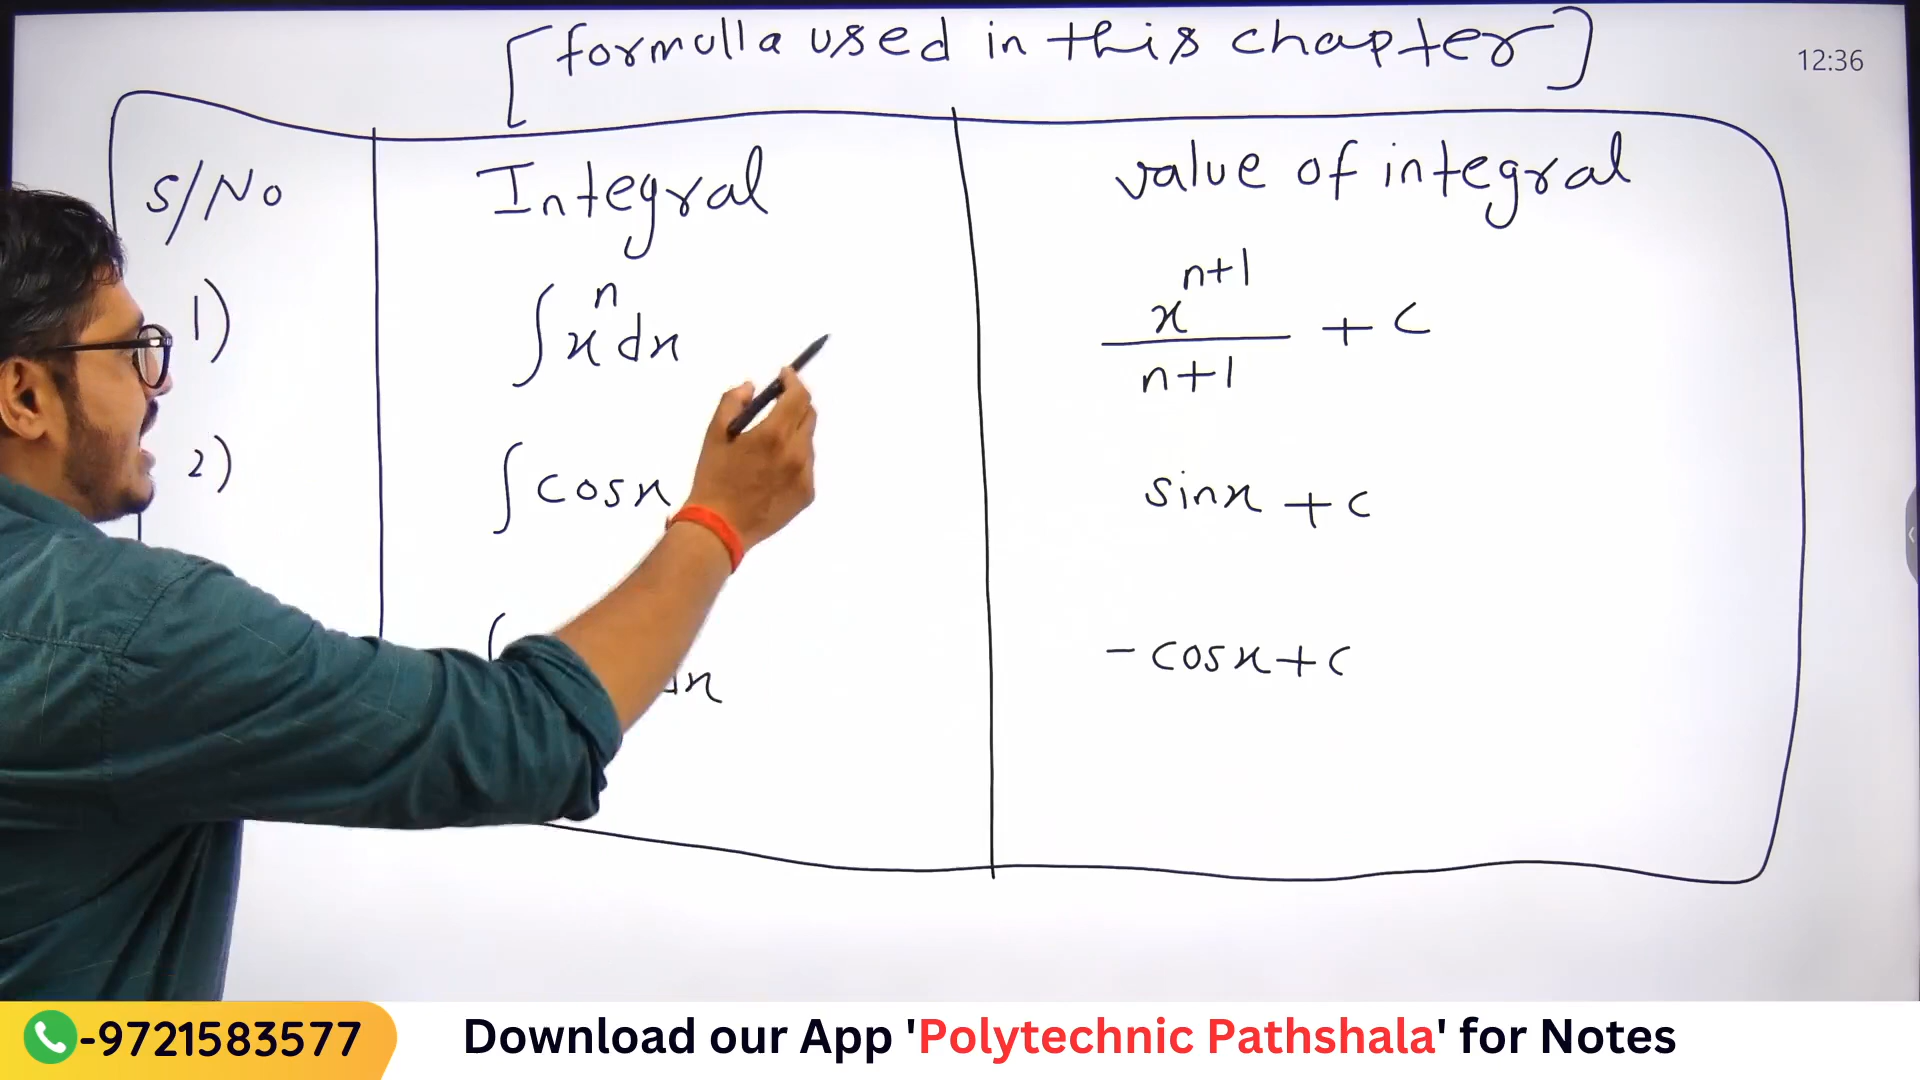 [formulla used in this chapter]
12:36
S/No Integral value of integral
1) ∫xⁿdx xⁿ⁺¹/n+1 + c
2) ∫cosx sinx + c
∫ dx -cosx+c
-9721583577 Download our App 'Polytechnic Pathshala' for Notes